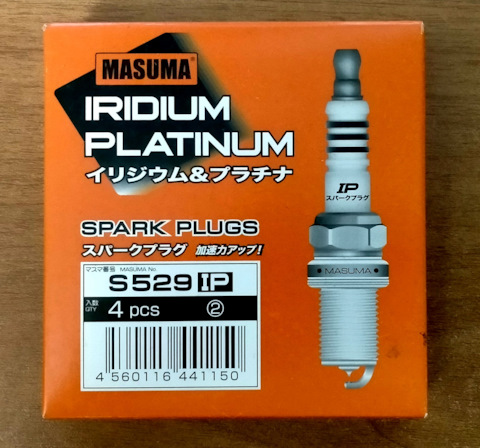 MASUMA®
IRIDIUM
PLATINUM
イリジウム&プラチナ
SPARK PLUGS
スパークプラグ 加速力アップ!
マスマ番号 MASUMA No.
S529 IP
入数
QTY
4 pcs ②
4 560116 441150
IP
スパークプラグ
MASUMA